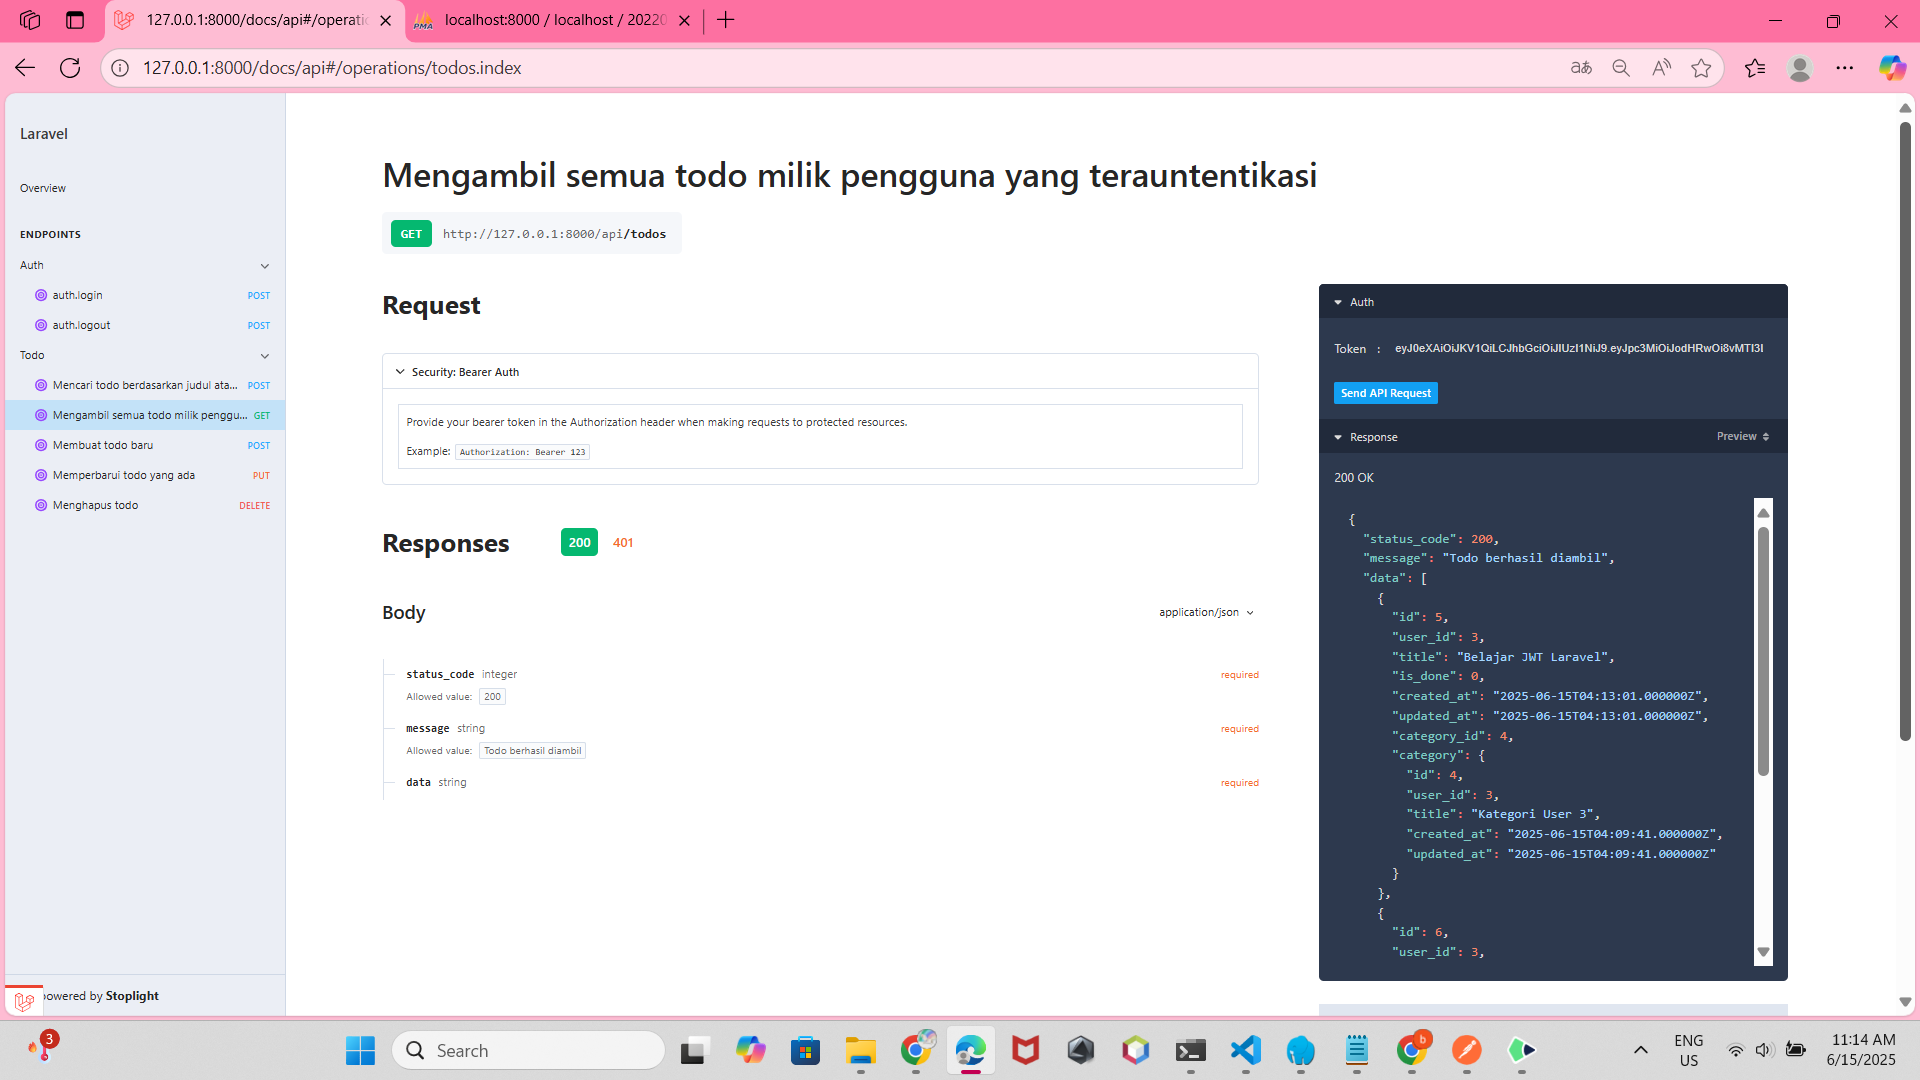 127.0.0.1:8000/docs/api#/operatio
localhost:8000 / localhost / 20220
127.0.0.1:8000/docs/api#/operations/todos.index
Laravel
Overview
ENDPOINTS
Auth
auth.login POST
auth.logout POST
Todo
Mencari todo berdasarkan judul ata... POST
Mengambil semua todo milik penggu... GET
Membuat todo baru POST
Memperbarui todo yang ada PUT
Menghapus todo DELETE
powered by Stoplight
Mengambil semua todo milik pengguna yang terauntentikasi
GET http://127.0.0.1:8000/api/todos
Request
Security: Bearer Auth
Provide your bearer token in the Authorization header when making requests to protected resources.
Example: Authorization: Bearer 123
Responses 200 401
Body application/json
status_code integer required
Allowed value: 200
message string required
Allowed value: Todo berhasil diambil
data string required
Auth
Token : eyJ0eXAiOiJKV1QiLCJhbGciOiJIUzI1NiJ9.eyJpc3MiOiJodHRwOi8vMTI3I
Send API Request
Response Preview
200 OK
{
"status_code": 200,
"message": "Todo berhasil diambil",
"data": [
{
"id": 5,
"user_id": 3,
"title": "Belajar JWT Laravel",
"is_done": 0,
"created_at": "2025-06-15T04:13:01.000000Z",
"updated_at": "2025-06-15T04:13:01.000000Z",
"category_id": 4,
"category": {
"id": 4,
"user_id": 3,
"title": "Kategori User 3",
"created_at": "2025-06-15T04:09:41.000000Z",
"updated_at": "2025-06-15T04:09:41.000000Z"
}
},
{
"id": 6,
"user_id": 3,
3
Search
b
ENG
US
11:14 AM
6/15/2025